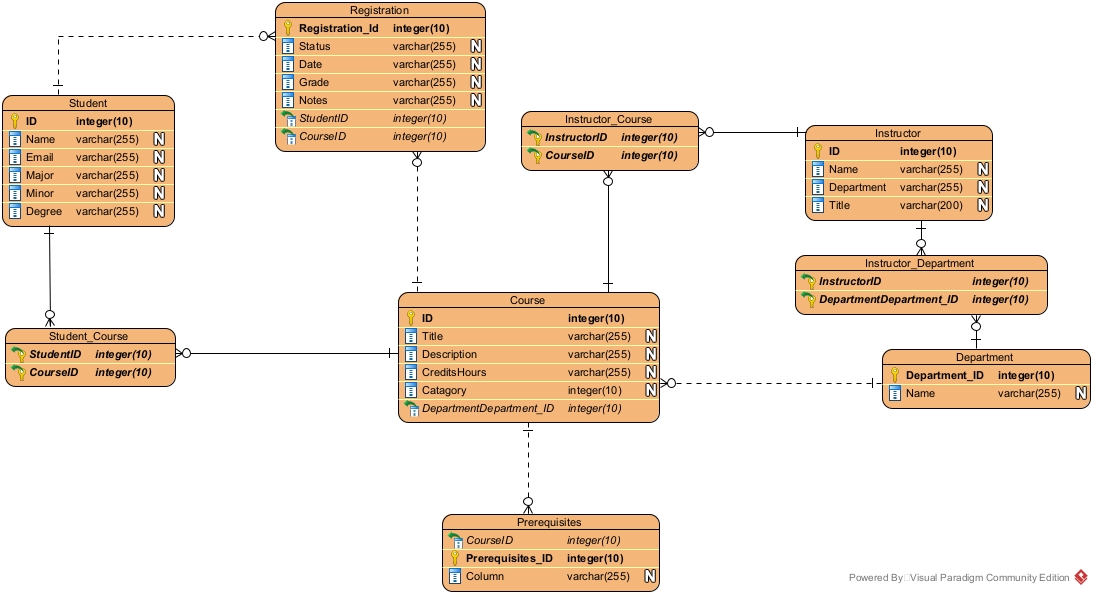 Registration
Registration_Id integer(10)
Status varchar(255) N
Date varchar(255) N
Grade varchar(255) N
Notes varchar(255) N
StudentID integer(10)
CourseID integer(10)
Student
ID integer(10)
Name varchar(255) N
Email varchar(255) N
Major varchar(255) N
Minor varchar(255) N
Degree varchar(255) N
Instructor_Course
InstructorID integer(10)
CourseID integer(10)
Instructor
ID integer(10)
Name varchar(255) N
Department varchar(255) N
Title varchar(200) N
Instructor_Department
InstructorID integer(10)
DepartmentDepartment_ID integer(10)
Student_Course
StudentID integer(10)
CourseID integer(10)
Course
ID integer(10)
Title varchar(255) N
Description varchar(255) N
CreditsHours varchar(255) N
Catagory integer(10) N
DepartmentDepartment_ID integer(10)
Department
Department_ID integer(10)
Name varchar(255) N
Prerequisites
CourseID integer(10)
Prerequisites_ID integer(10)
Column varchar(255) N
Powered By Visual Paradigm Community Edition